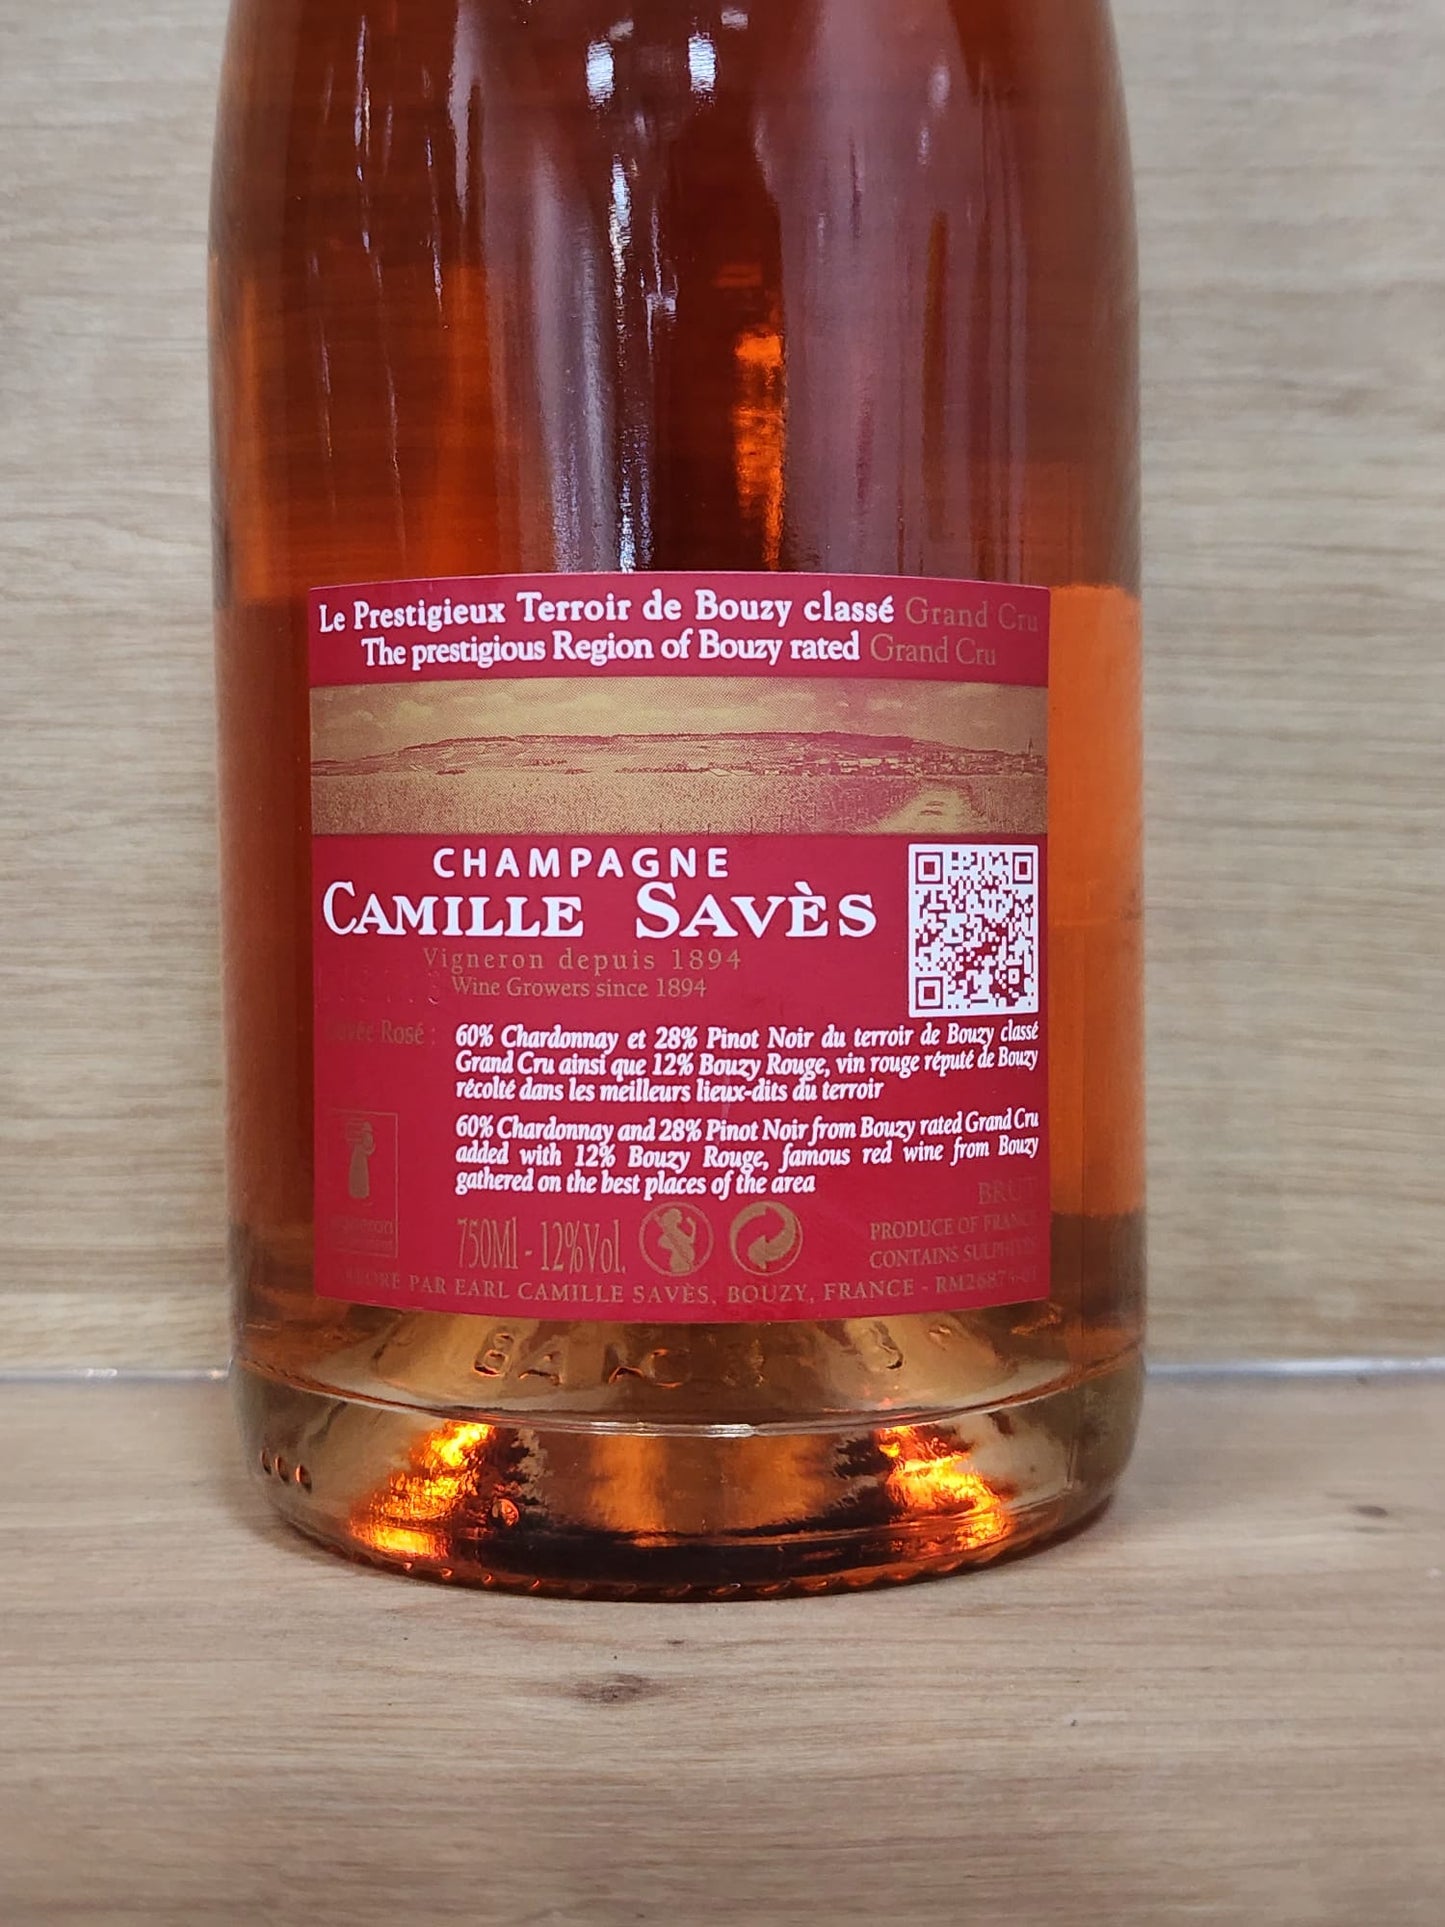 Le Prestigieux Terroir de Bouzy classé Grand Cru
The prestigious Region of Bouzy rated Grand Cru
CHAMPAGNE
CAMILLE SAVÈS
Vigneron depuis 1894
Wine Growers since 1894
Cuvée Rosé :
60% Chardonnay et 28% Pinot Noir du terroir de Bouzy classé
Grand Cru ainsi que 12% Bouzy Rouge, vin rouge réputé de Bouzy
récolté dans les meilleurs lieux-dits du terroir
60% Chardonnay and 28% Pinot Noir from Bouzy rated Grand Cru
added with 12% Bouzy Rouge, famous red wine from Bouzy
gathered on the best places of the area
BRUT
750Ml - 12%Vol.
PRODUCE OF FRANCE
CONTAINS SULPHITES
vigneron
PAR EARL CAMILLE SAVÈS, BOUZY, FRANCE -